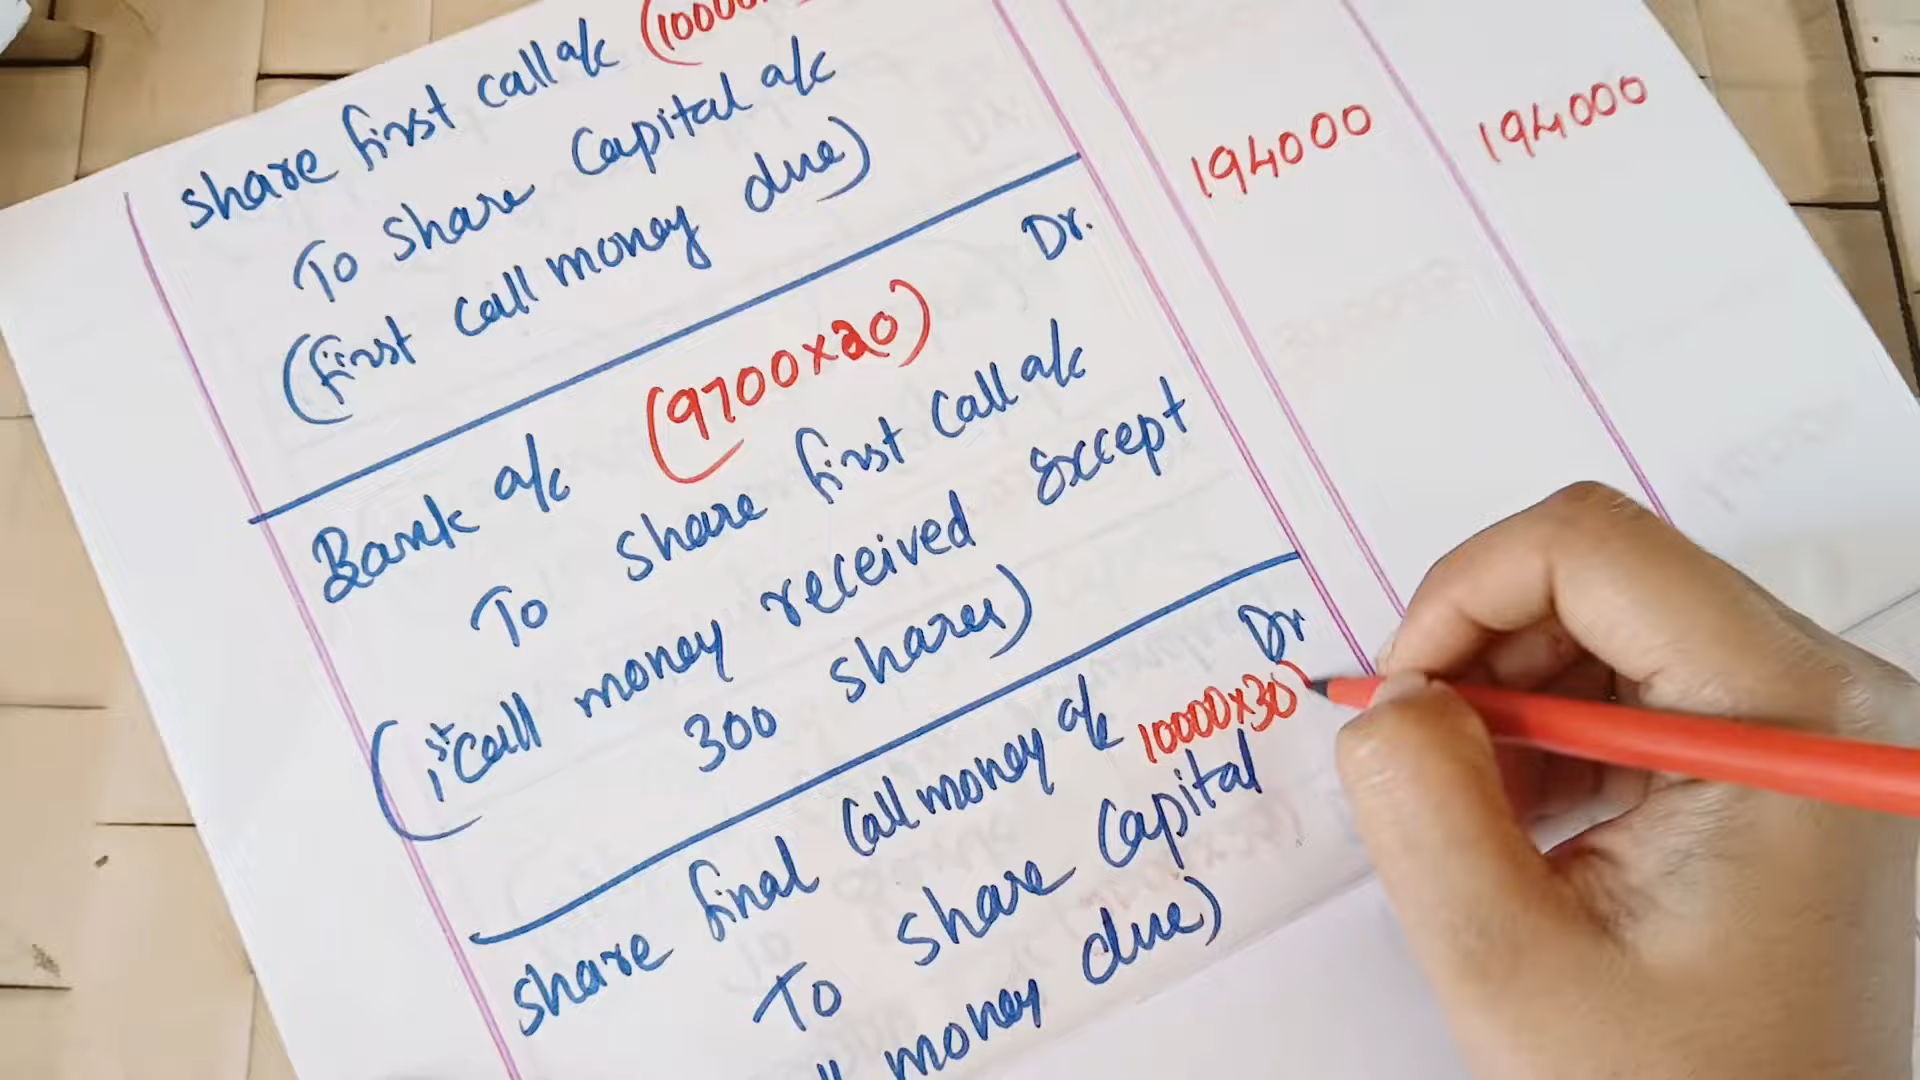 share first call a/c (10000
To share Capital a/c
(first call money due)
194000 194000
Bank a/c (9700x20) Dr.
To share first call a/c
(1st call money received except
300 shares)
share final call money a/c 10000x30) Dr
To share Capital
money due)